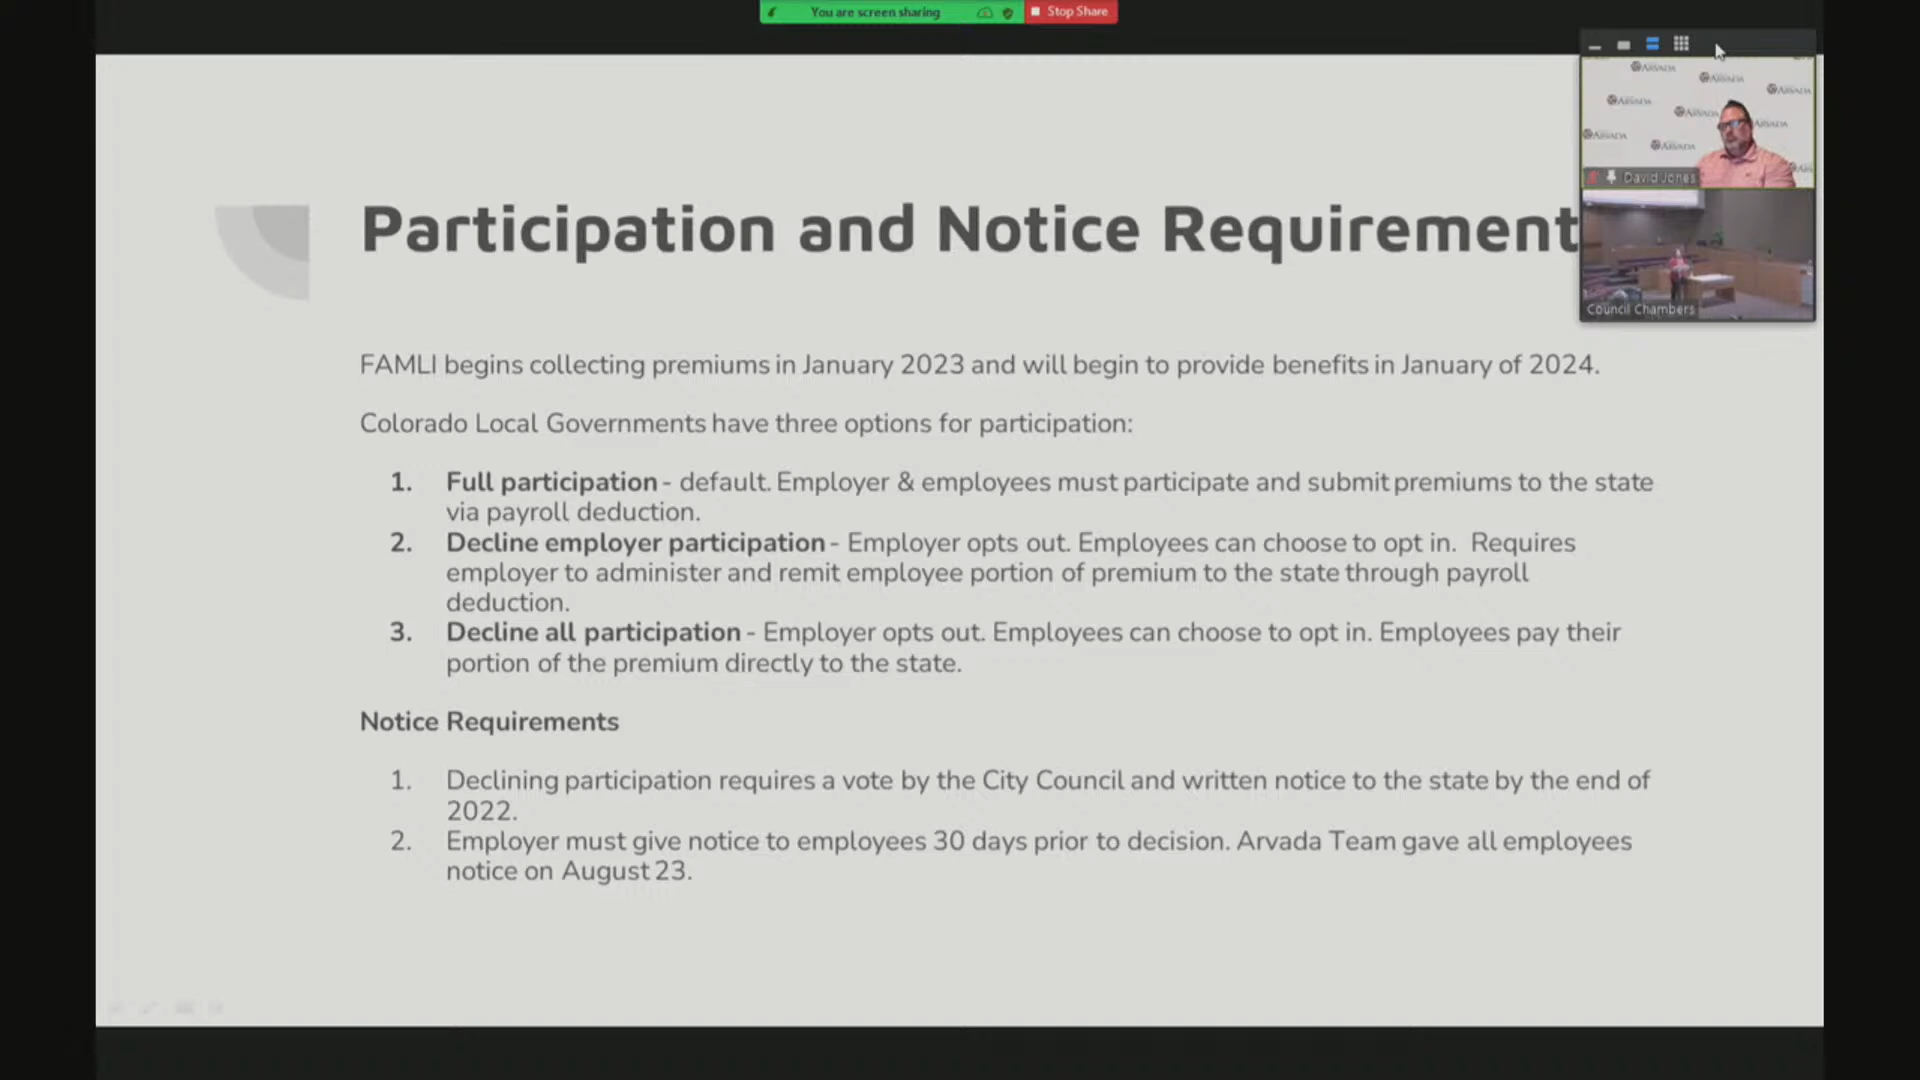 You are screen sharing
Stop Share
ARVADA
ARVADA
ARVADA
ARVADA
ARVADA
ARVADA
ARVADA
ARVADA
David Jones
Participation and Notice Requirement
Council Chambers
FAMLI begins collecting premiums in January 2023 and will begin to provide benefits in January of 2024.
Colorado Local Governments have three options for participation:
1. Full participation - default. Employer & employees must participate and submit premiums to the state
via payroll deduction.
2. Decline employer participation - Employer opts out. Employees can choose to opt in. Requires
employer to administer and remit employee portion of premium to the state through payroll
deduction.
3. Decline all participation - Employer opts out. Employees can choose to opt in. Employees pay their
portion of the premium directly to the state.
Notice Requirements
1. Declining participation requires a vote by the City Council and written notice to the state by the end of
2022.
2. Employer must give notice to employees 30 days prior to decision. Arvada Team gave all employees
notice on August 23.